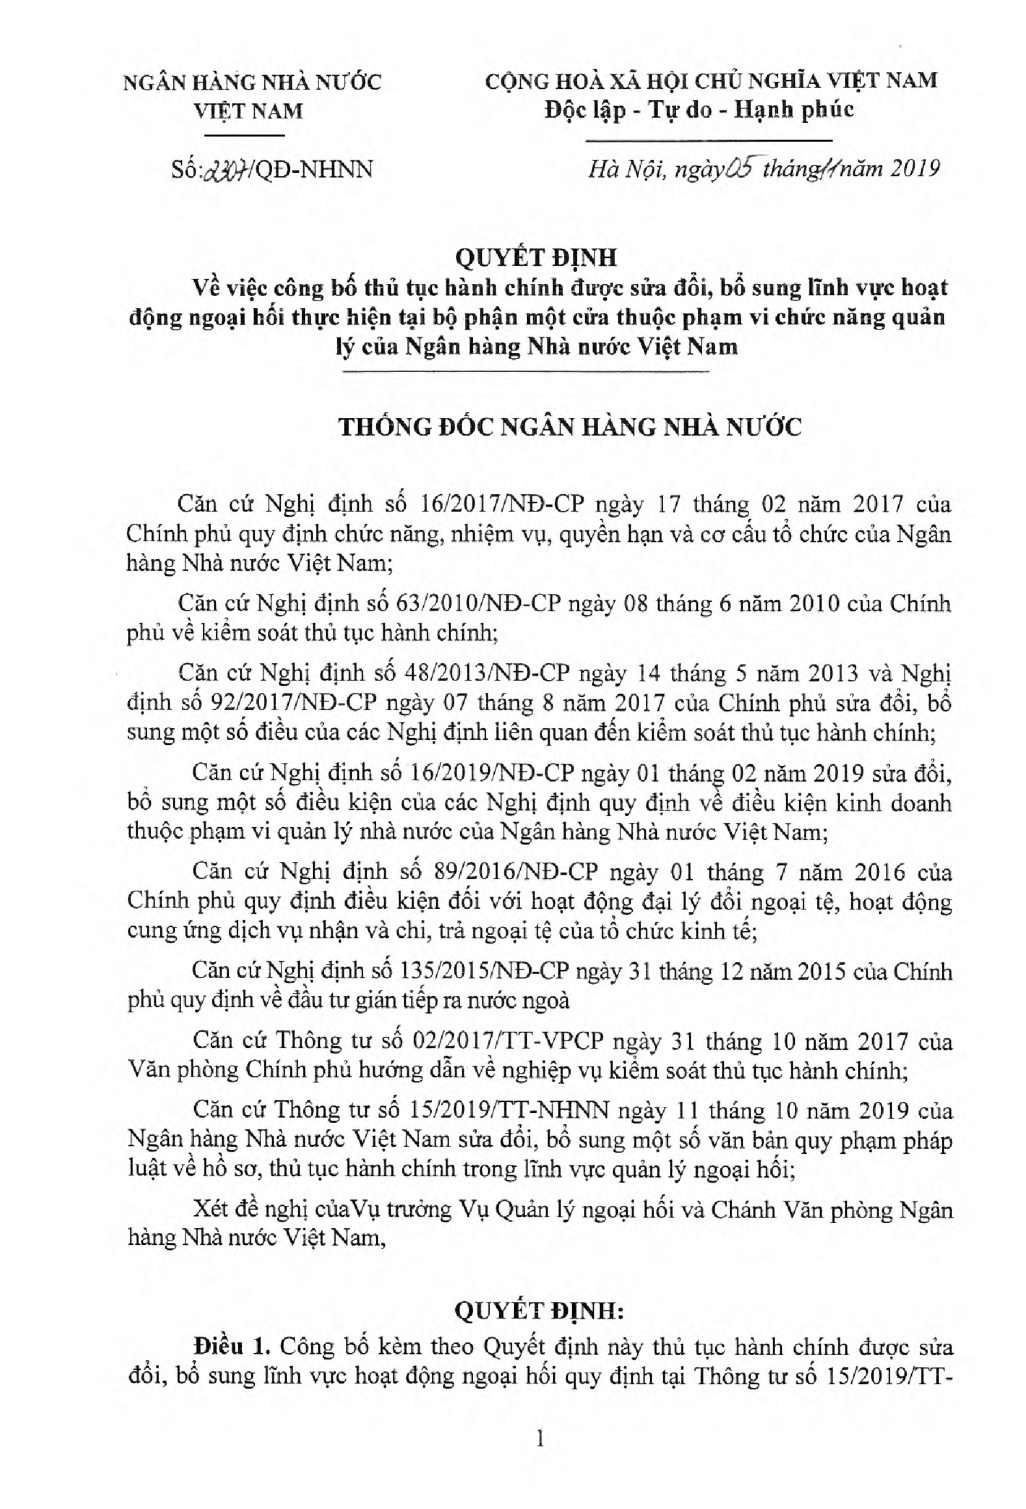 NGÂN HÀNG NHÀ NƯỚC
VIỆT NAM
CỘNG HOÀ XÃ HỘI CHỦ NGHĨA VIỆT NAM
Độc lập - Tự do - Hạnh phúc
Số:2307/QĐ-NHNN
Hà Nội, ngày 05 tháng 11 năm 2019
QUYẾT ĐỊNH
Về việc công bố thủ tục hành chính được sửa đổi, bổ sung lĩnh vực hoạt
động ngoại hối thực hiện tại bộ phận một cửa thuộc phạm vi chức năng quản
lý của Ngân hàng Nhà nước Việt Nam
THỐNG ĐỐC NGÂN HÀNG NHÀ NƯỚC
Căn cứ Nghị định số 16/2017/NĐ-CP ngày 17 tháng 02 năm 2017 của
Chính phủ quy định chức năng, nhiệm vụ, quyền hạn và cơ cấu tổ chức của Ngân
hàng Nhà nước Việt Nam;
Căn cứ Nghị định số 63/2010/NĐ-CP ngày 08 tháng 6 năm 2010 của Chính
phủ về kiểm soát thủ tục hành chính;
Căn cứ Nghị định số 48/2013/NĐ-CP ngày 14 tháng 5 năm 2013 và Nghị
định số 92/2017/NĐ-CP ngày 07 tháng 8 năm 2017 của Chính phủ sửa đổi, bổ
sung một số điều của các Nghị định liên quan đến kiểm soát thủ tục hành chính;
Căn cứ Nghị định số 16/2019/NĐ-CP ngày 01 tháng 02 năm 2019 sửa đổi,
bổ sung một số điều kiện của các Nghị định quy định về điều kiện kinh doanh
thuộc phạm vi quản lý nhà nước của Ngân hàng Nhà nước Việt Nam;
Căn cứ Nghị định số 89/2016/NĐ-CP ngày 01 tháng 7 năm 2016 của
Chính phủ quy định điều kiện đối với hoạt động đại lý đổi ngoại tệ, hoạt động
cung ứng dịch vụ nhận và chi, trả ngoại tệ của tổ chức kinh tế;
Căn cứ Nghị định số 135/2015/NĐ-CP ngày 31 tháng 12 năm 2015 của Chính
phủ quy định về đầu tư gián tiếp ra nước ngoà
Căn cứ Thông tư số 02/2017/TT-VPCP ngày 31 tháng 10 năm 2017 của
Văn phòng Chính phủ hướng dẫn về nghiệp vụ kiểm soát thủ tục hành chính;
Căn cứ Thông tư số 15/2019/TT-NHNN ngày 11 tháng 10 năm 2019 của
Ngân hàng Nhà nước Việt Nam sửa đổi, bổ sung một số văn bản quy phạm pháp
luật về hồ sơ, thủ tục hành chính trong lĩnh vực quản lý ngoại hối;
Xét đề nghị củaVụ trưởng Vụ Quản lý ngoại hối và Chánh Văn phòng Ngân
hàng Nhà nước Việt Nam,
QUYẾT ĐỊNH:
Điều 1. Công bố kèm theo Quyết định này thủ tục hành chính được sửa
đổi, bổ sung lĩnh vực hoạt động ngoại hối quy định tại Thông tư số 15/2019/TT-
1